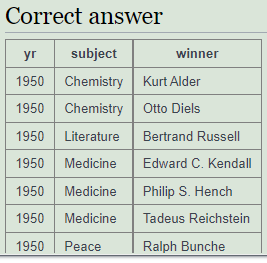 Correct answer
yr subject winner
1950 Chemistry Kurt Alder
1950 Chemistry Otto Diels
1950 Literature Bertrand Russell
1950 Medicine Edward C. Kendall
1950 Medicine Philip S. Hench
1950 Medicine Tadeus Reichstein
1950 Peace Ralph Bunche